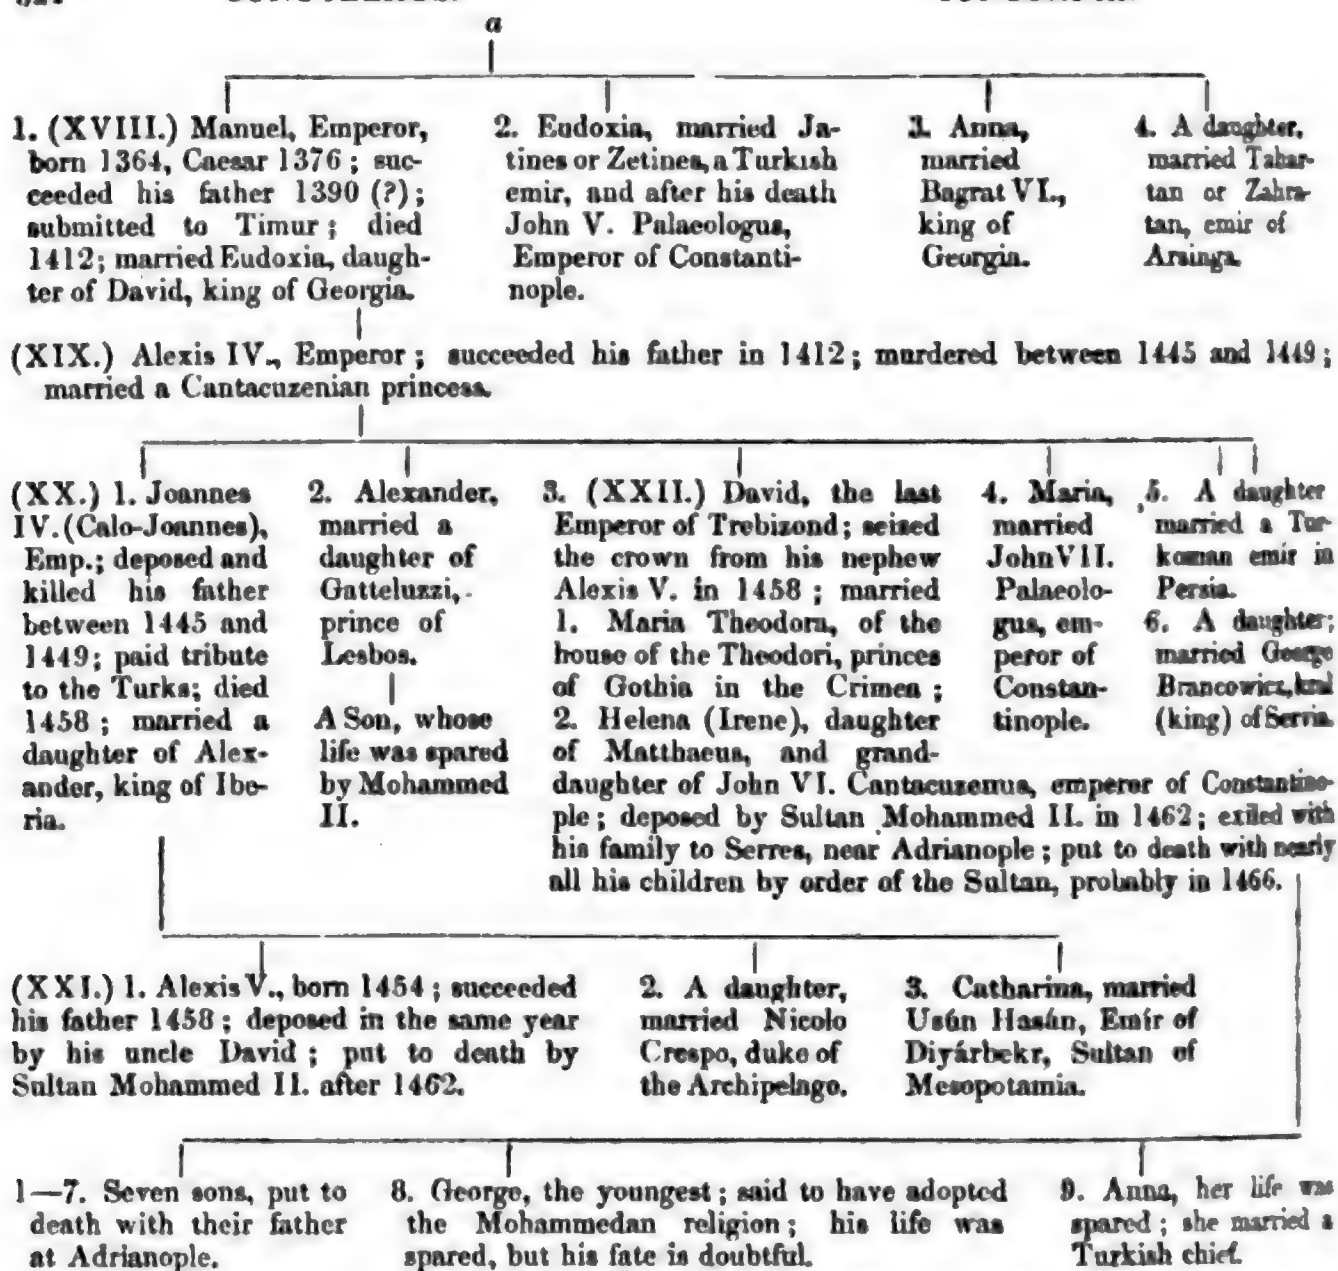 a
1. (XVIII.) Manuel, Emperor,
born 1364, Caesar 1376 ; suc-
ceeded his father 1390 (?) ;
submitted to Timur ; died
1412; married Eudoxia, daugh-
ter of David, king of Georgia.
2. Eudoxia, married Ja-
tines or Zetines, a Turkish
emir, and after his death
John V. Palaeologus,
Emperor of Constanti-
nople.
3. Anna,
married
Bagrat VI.,
king of
Georgia.
4. A daughter,
married Tahar-
tan or Zahra-
tan, emir of
Arsinga.
(XIX.) Alexis IV., Emperor ; succeeded his father in 1412 ; murdered between 1445 and 1449 ;
married a Cantacuzenian princess.
(XX.) 1. Joannes
IV. (Calo-Joannes),
Emp.; deposed and
killed his father
between 1445 and
1449; paid tribute
to the Turks; died
1458 ; married a
daughter of Alex-
ander, king of Ibe-
ria.
2. Alexander,
married a
daughter of
Gatteluzzi,
prince of
Lesbos.
A Son, whose
life was spared
by Mohammed
II.
3. (XXII.) David, the last
Emperor of Trebizond ; seized
the crown from his nephew
Alexis V. in 1458 ; married
1. Maria Theodora, of the
house of the Theodori, princes
of Gothia in the Crimea ;
2. Helena (Irene), daughter
of Matthaeus, and grand-
daughter of John VI. Cantacuzenus, emperor of Constantino-
ple ; deposed by Sultan Mohammed II. in 1462 ; exiled with
his family to Serres, near Adrianople ; put to death with nearly
all his children by order of the Sultan, probably in 1466.
4. Maria,
married
John VII.
Palaeolo-
gus, em-
peror of
Constan-
tinople.
5. A daughter
married a Tur-
koman emir in
Persia.
6. A daughter;
married George
Brancowicz, kral
(king) of Servia.
(XXI.) 1. Alexis V., born 1454 ; succeeded
his father 1458 ; deposed in the same year
by his uncle David ; put to death by
Sultan Mohammed II. after 1462.
2. A daughter,
married Nicolo
Crespo, duke of
the Archipelago.
3. Catharina, married
Usún Hasán, Emír of
Diyárbekr, Sultan of
Mesopotamia.
1—7. Seven sons, put to
death with their father
at Adrianople.
8. George, the youngest ; said to have adopted
the Mohammedan religion ; his life was
spared, but his fate is doubtful.
9. Anna, her life was
spared ; she married a
Turkish chief.